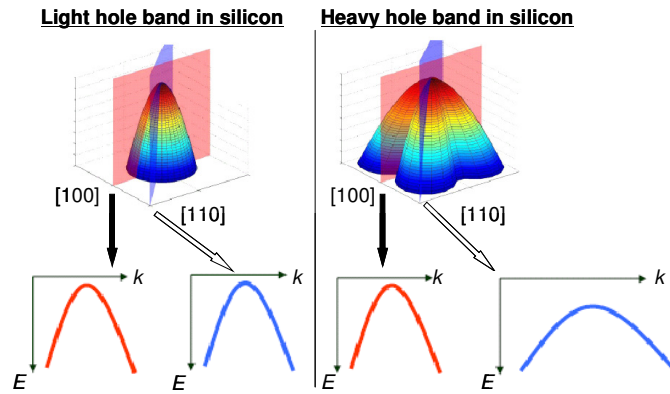 Light hole band in silicon
Heavy hole band in silicon
[100]
[110]
[100]
[110]
k
k
k
k
E
E
E
E